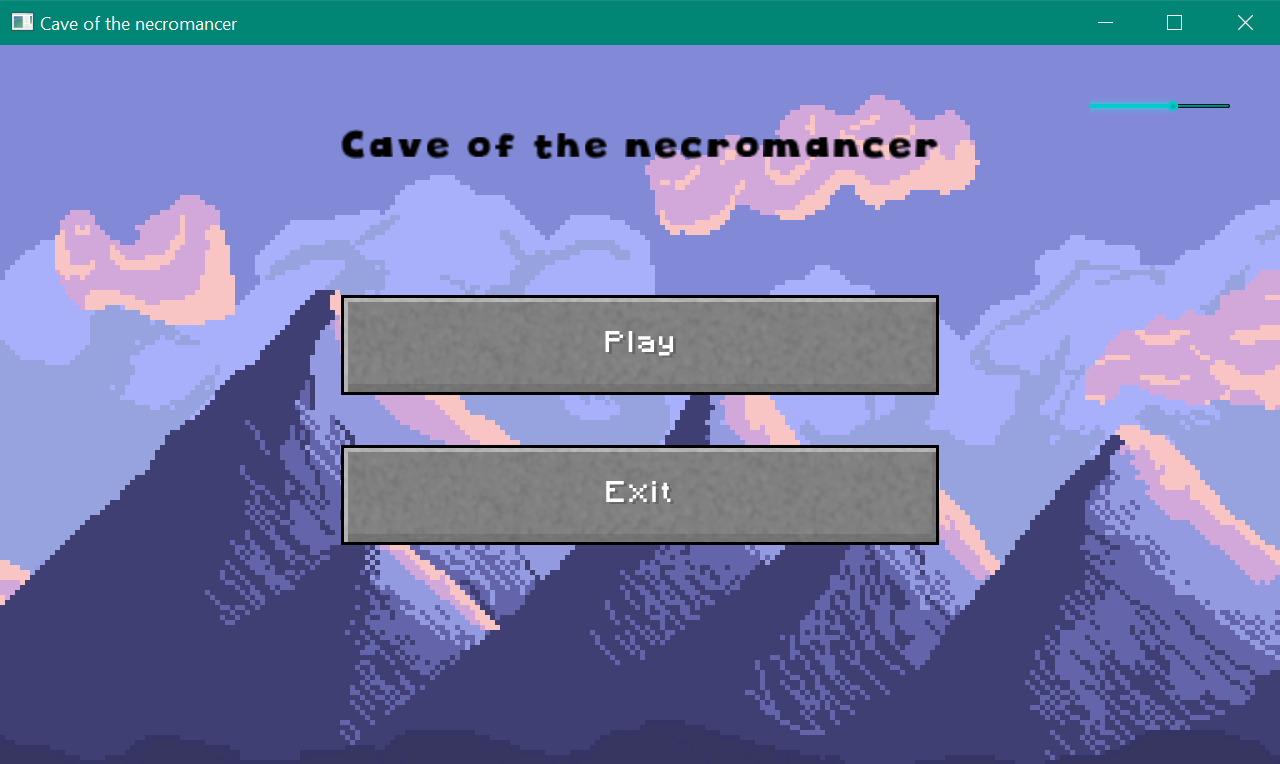 Cave of the necromancer
Cave of the necromancer
Play
Exit